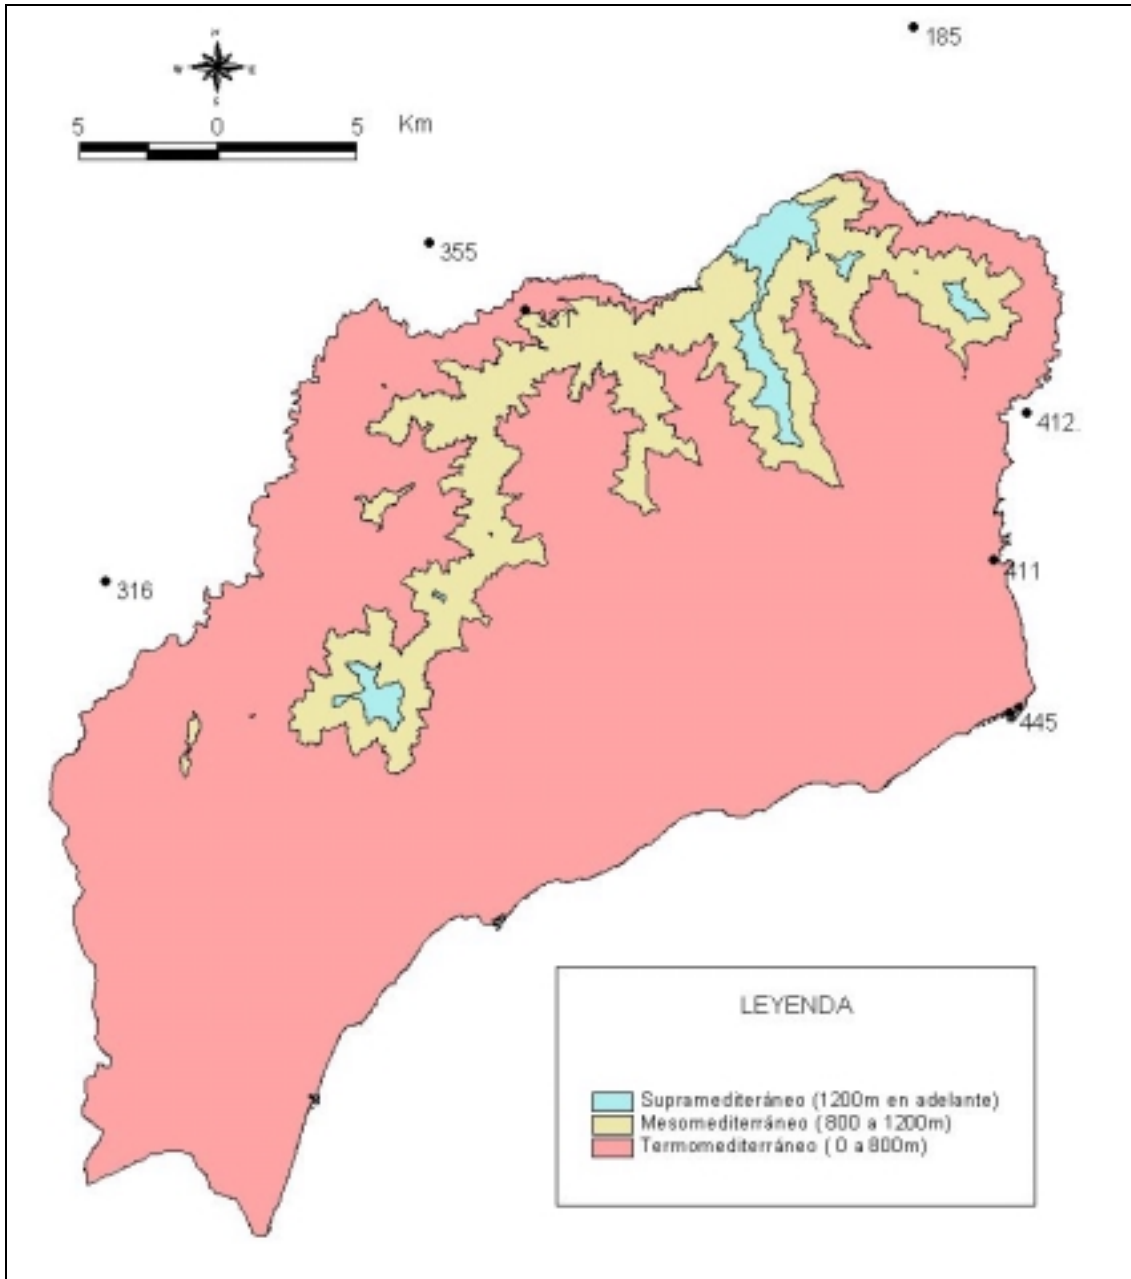 N
W E
S
5 0 5 Km
185
355
331
412.
411
316
445
LEYENDA
Supramediteráneo (1200m en adelante)
Mesomediterráneo (800 a 1200m)
Termomediterráneo ( 0 a 800m)